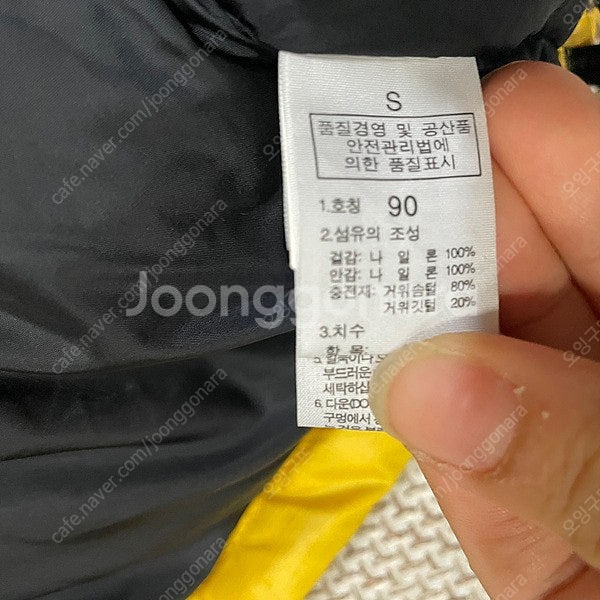 S
품질경영 및 공산품
안전관리법에
의한 품질표시
1.호칭 90
2.섬유의 조성
겉감: 나 일 론 100%
안감: 나 일 론 100%
충전재: 거위솜털 80%
거위깃털 20%
3.치수
항 목:
부드러운
세탁하십
6. 다운(DO
구멍에서
Joonggo
cafe.naver.com/joonggonara